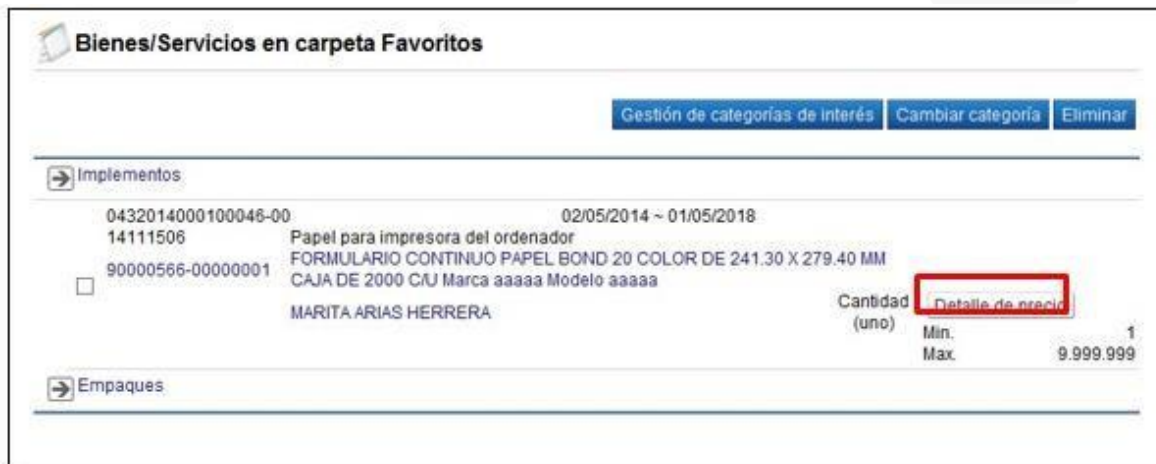 Bienes/Servicios en carpeta Favoritos
Gestión de categorías de interés Cambiar categoría Eliminar
Implementos
0432014000100046-00 02/05/2014 ~ 01/05/2018
14111506 Papel para impresora del ordenador
90000566-00000001 FORMULARIO CONTINUO PAPEL BOND 20 COLOR DE 241.30 X 279.40 MM
CAJA DE 2000 C/U Marca aaaaa Modelo aaaaa
MARITA ARIAS HERRERA
Cantidad Detalle de precio
(uno)
Min. 1
Max. 9.999.999
Empaques